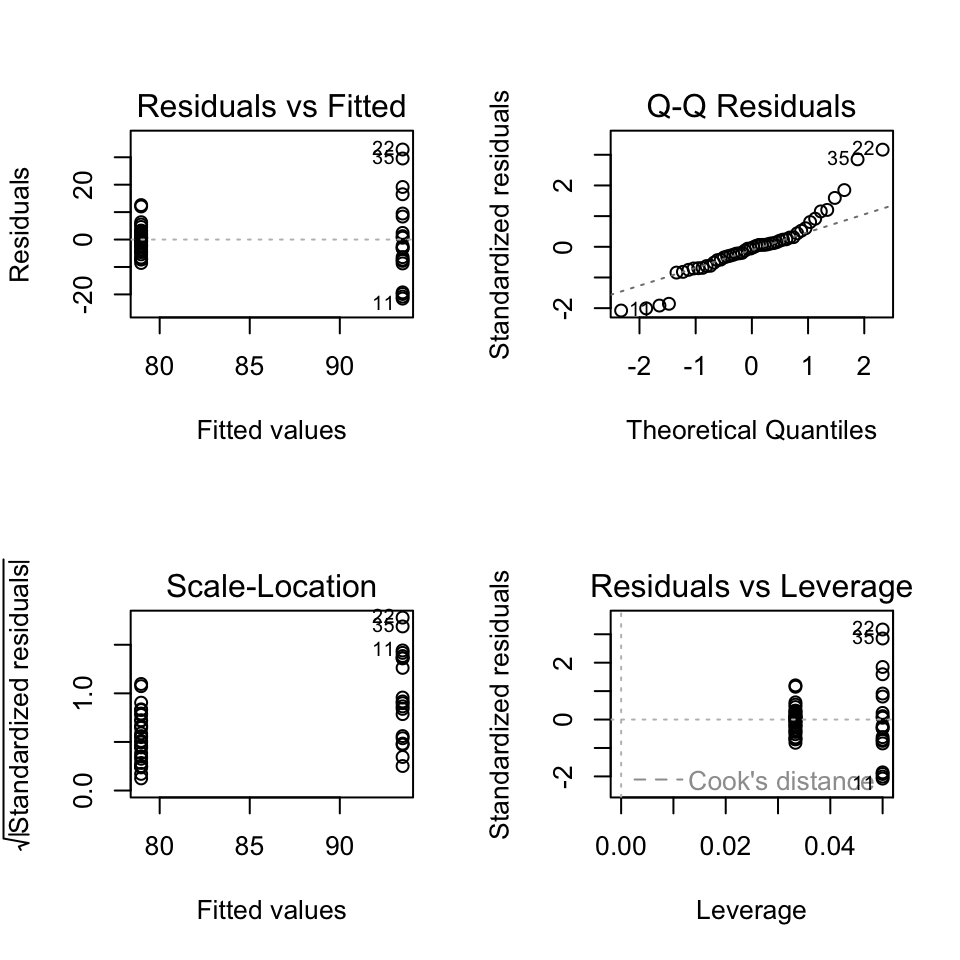 Residuals vs Fitted
Residuals
20
0
-20
22
35
11
80
85
90
Fitted values
Q-Q Residuals
Standardized residuals
2
0
-2
22
35
11
-2
-1
0
1
2
Theoretical Quantiles
Scale-Location
√|Standardized residuals|
1.0
0.0
22
35
11
80
85
90
Fitted values
Residuals vs Leverage
Standardized residuals
2
0
-2
22
35
11
Cook's distance
0.00
0.02
0.04
Leverage